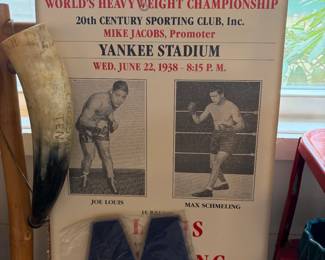 WORLD'S HEAVYWEIGHT CHAMPIONSHIP
20th CENTURY SPORTING CLUB, Inc.
MIKE JACOBS, Promoter
YANKEE STADIUM
WED, JUNE 22, 1938 - 8:15 P. M.
JOE LOUIS
MAX SCHMELING